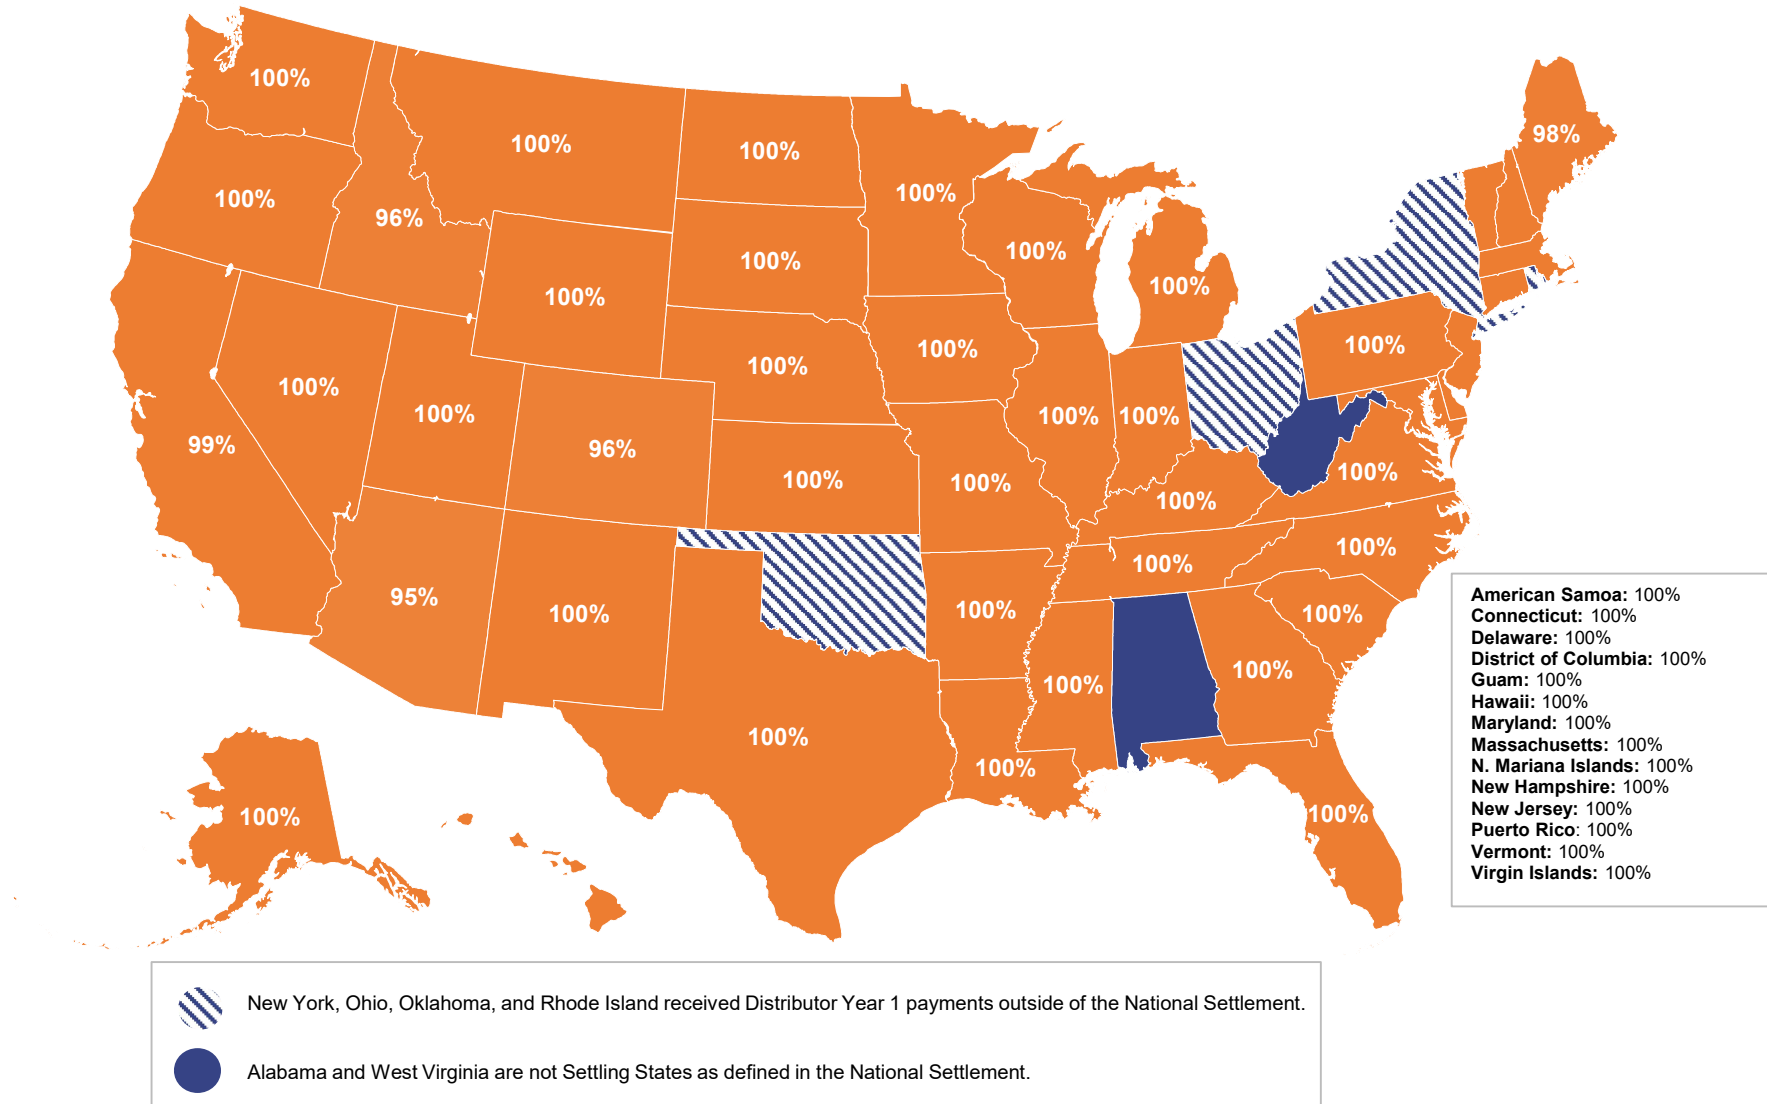 98%
100%
100%
100%
100%
100%
100%
96%
100%
100%
100%
100%
100%
100%
100%
100%
100%
100%
100%
100%
99%
96%
100%
100%
100%
100%
100%
100%
95%
100%
100%
100%
100%
100%
100%
100%
100%
100%
100%
American Samoa: 100%
Connecticut: 100%
Delaware: 100%
District of Columbia: 100%
Guam: 100%
Hawaii: 100%
Maryland: 100%
Massachusetts: 100%
N. Mariana Islands: 100%
New Hampshire: 100%
New Jersey: 100%
Puerto Rico: 100%
Vermont: 100%
Virgin Islands: 100%
New York, Ohio, Oklahoma, and Rhode Island received Distributor Year 1 payments outside of the National Settlement.
Alabama and West Virginia are not Settling States as defined in the National Settlement.